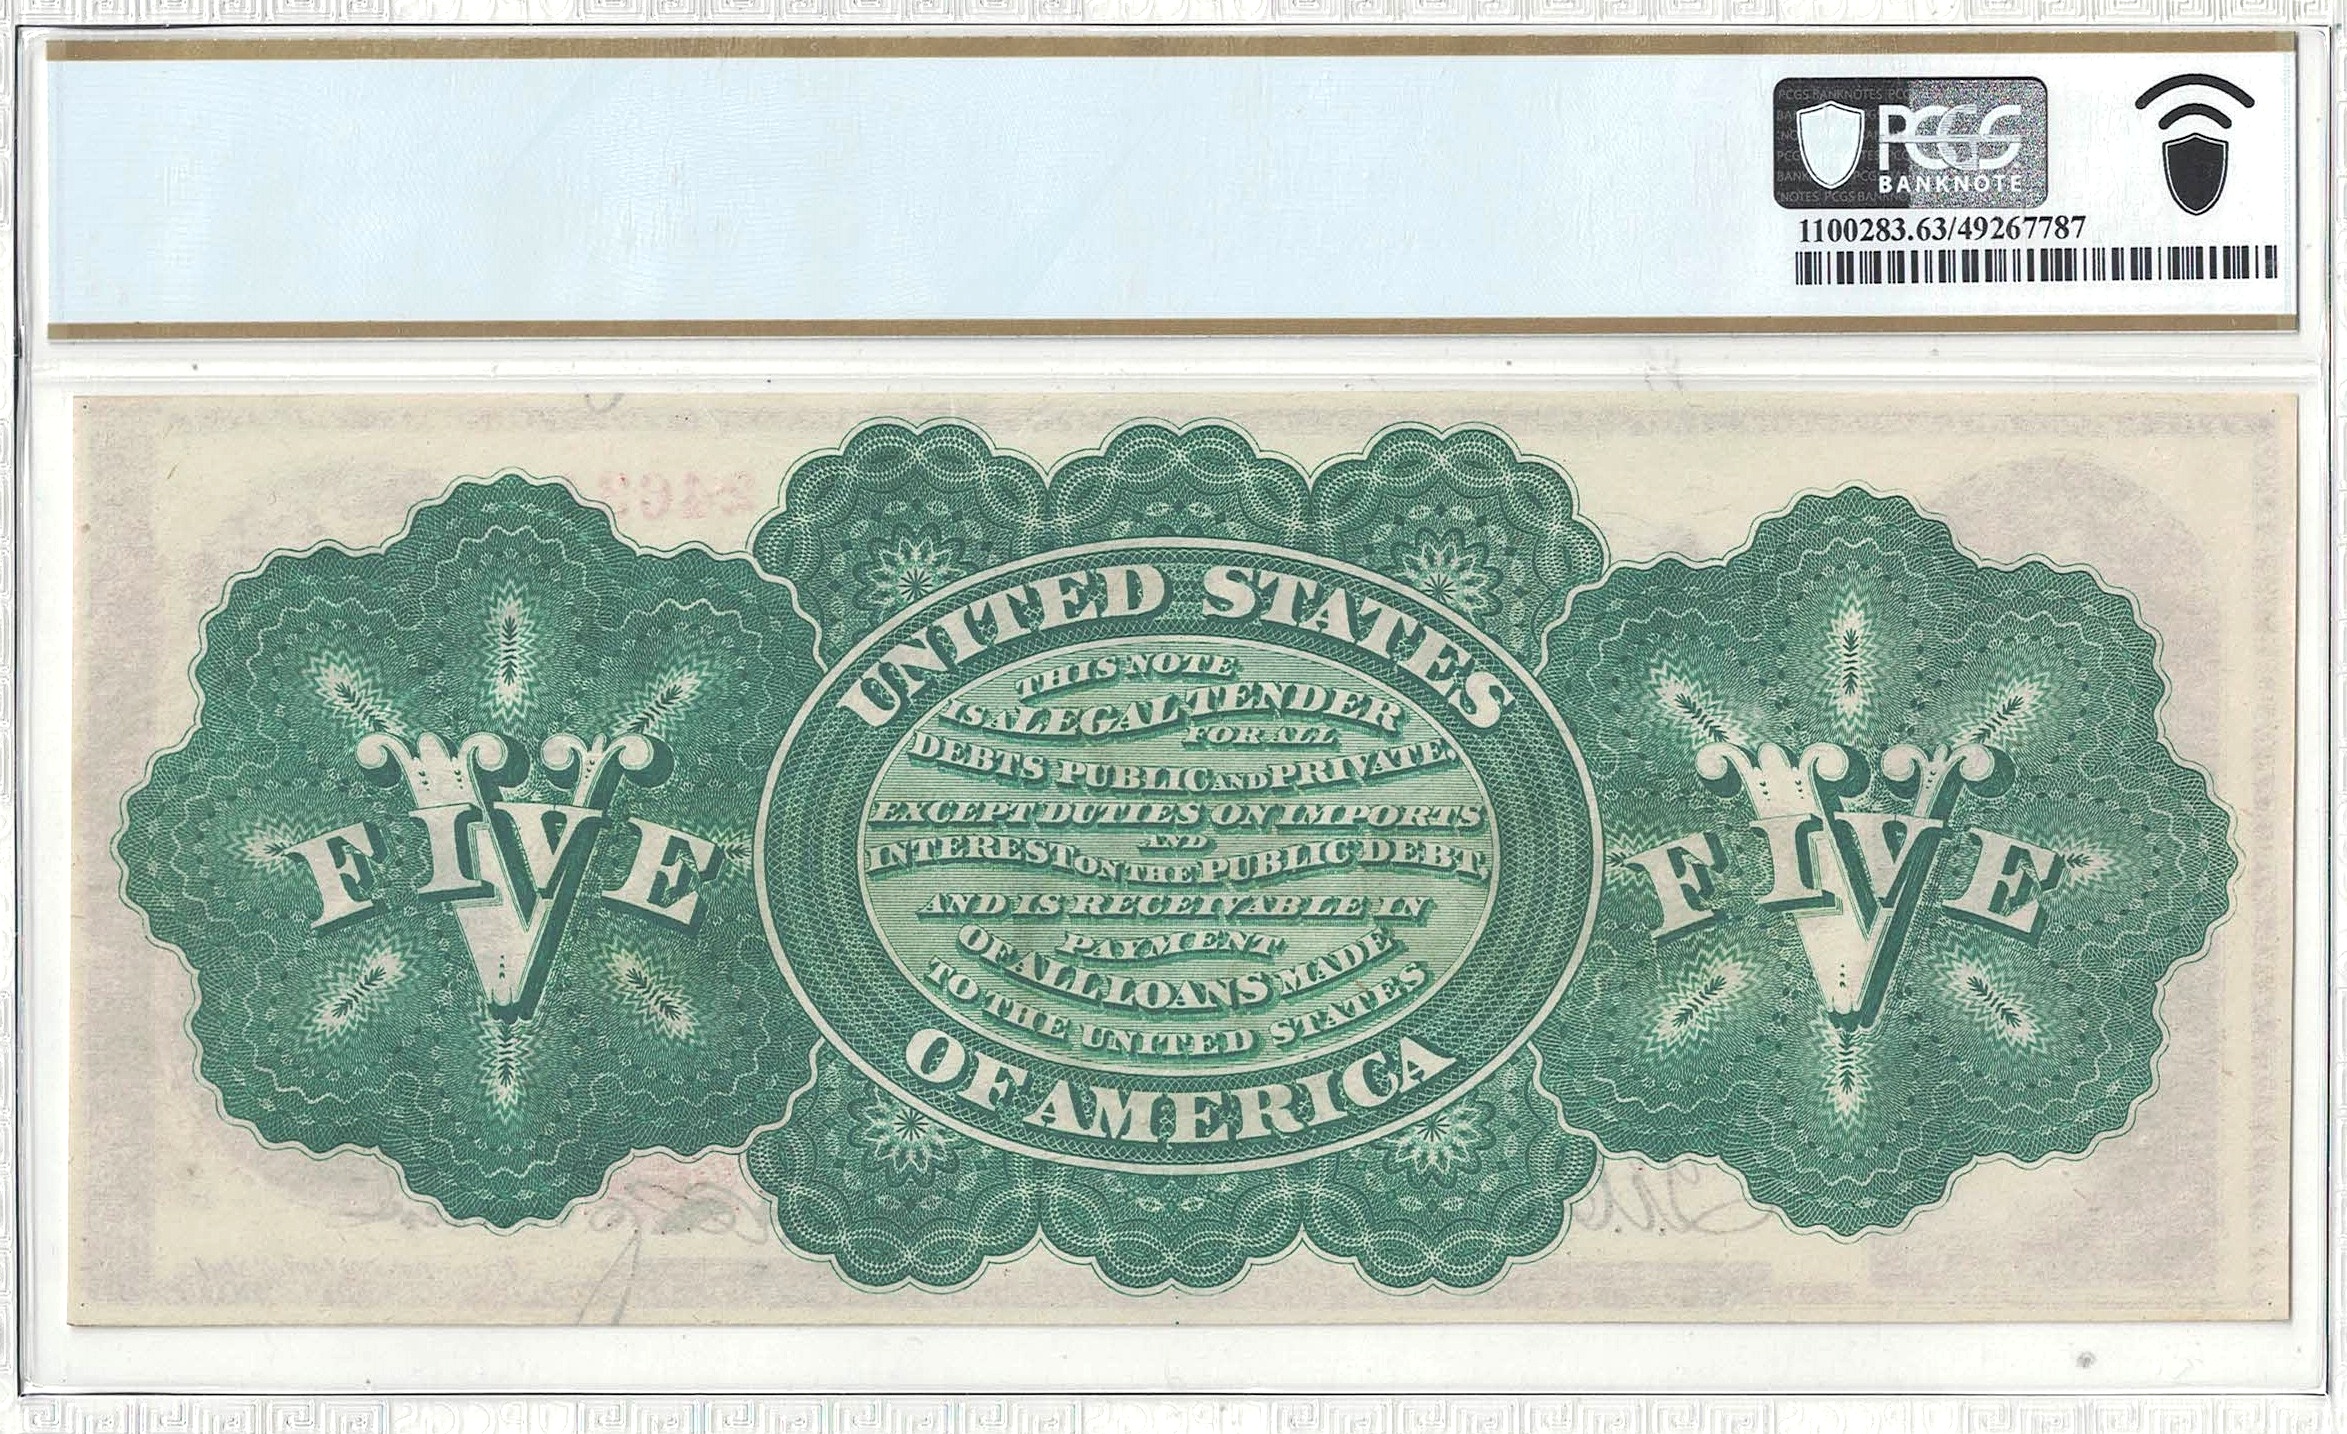 PCGS
BANKNOTE
1100283.63/49267787
FIVE
V
UNITED STATES
THIS NOTE
IS A LEGAL TENDER
FOR ALL
DEBTS PUBLIC AND PRIVATE,
EXCEPT DUTIES ON IMPORTS
AND
INTEREST ON THE PUBLIC DEBT,
AND IS RECEIVABLE IN
PAYMENT
OF ALL LOANS MADE
TO THE UNITED STATES
OF AMERICA
FIVE
V